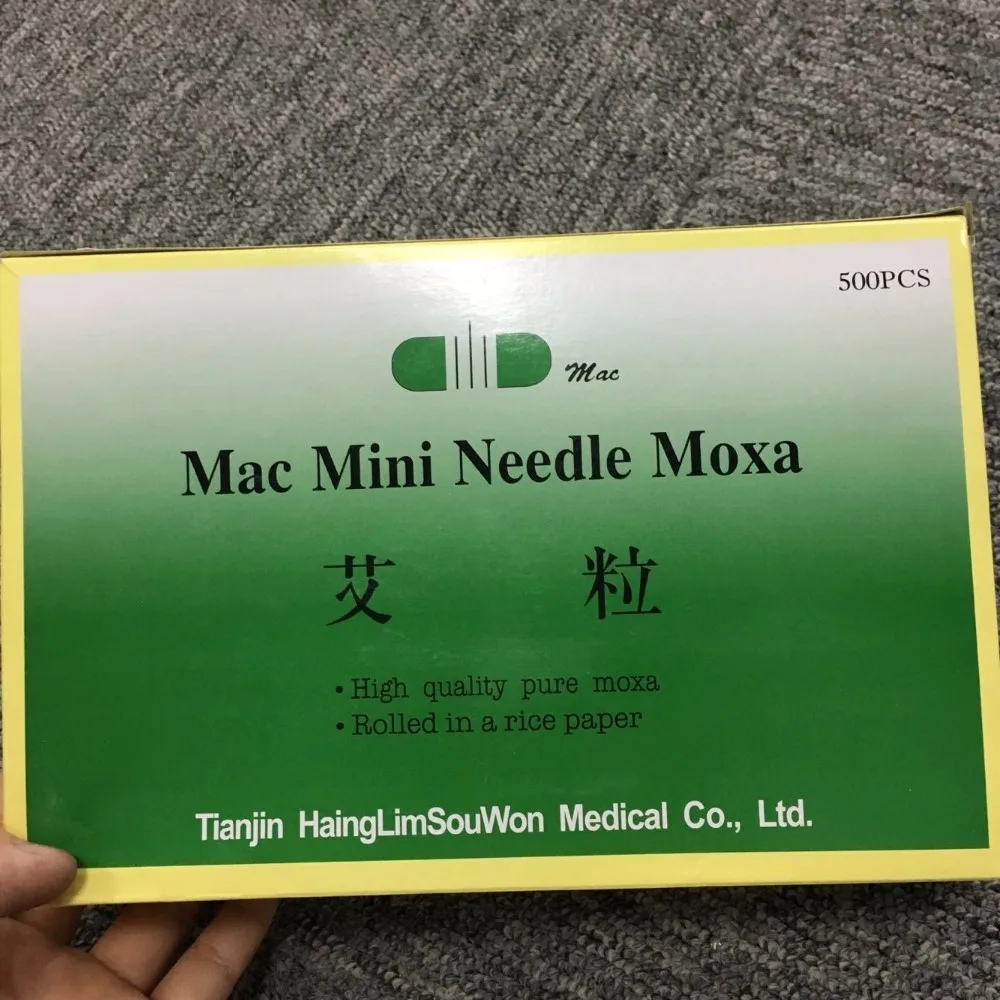 500PCS
Mac
Mac Mini Needle Moxa
艾 粒
• High quality pure moxa
• Rolled in a rice paper
Tianjin HaingLimSouWon Medical Co., Ltd.